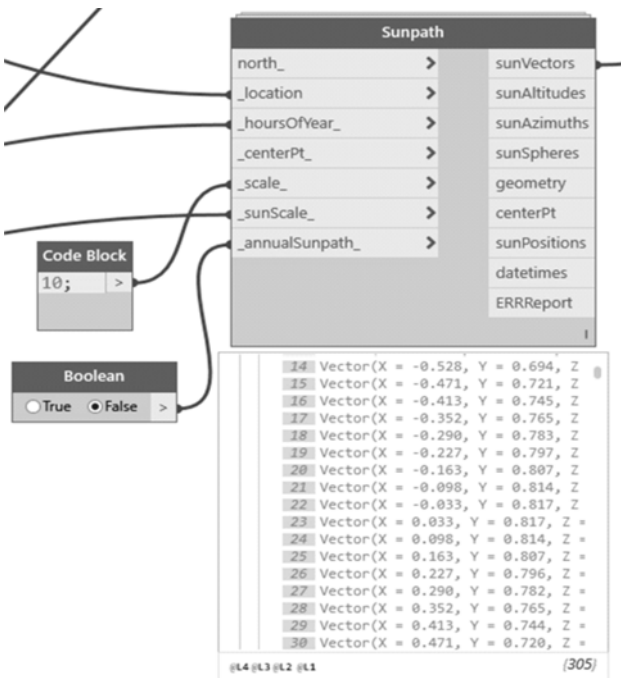 Sunpath
north_ > sunVectors
_location > sunAltitudes
_hoursOfYear_ > sunAzimuths
_centerPt_ > sunSpheres
_scale_ > geometry
_sunScale_ > centerPt
_annualSunpath_ > sunPositions
datetimes
ERRReport
Code Block
10; >
Boolean
True False >
14 Vector(X = -0.528, Y = 0.694, Z
15 Vector(X = -0.471, Y = 0.721, Z
16 Vector(X = -0.413, Y = 0.745, Z
17 Vector(X = -0.352, Y = 0.765, Z
18 Vector(X = -0.290, Y = 0.783, Z
19 Vector(X = -0.227, Y = 0.797, Z
20 Vector(X = -0.163, Y = 0.807, Z
21 Vector(X = -0.098, Y = 0.814, Z
22 Vector(X = -0.033, Y = 0.817, Z
23 Vector(X = 0.033, Y = 0.817, Z =
24 Vector(X = 0.098, Y = 0.814, Z =
25 Vector(X = 0.163, Y = 0.807, Z =
26 Vector(X = 0.227, Y = 0.796, Z =
27 Vector(X = 0.290, Y = 0.782, Z =
28 Vector(X = 0.352, Y = 0.765, Z =
29 Vector(X = 0.413, Y = 0.744, Z =
30 Vector(X = 0.471, Y = 0.720, Z =
@L4 @L3 @L2 @L1 {305}